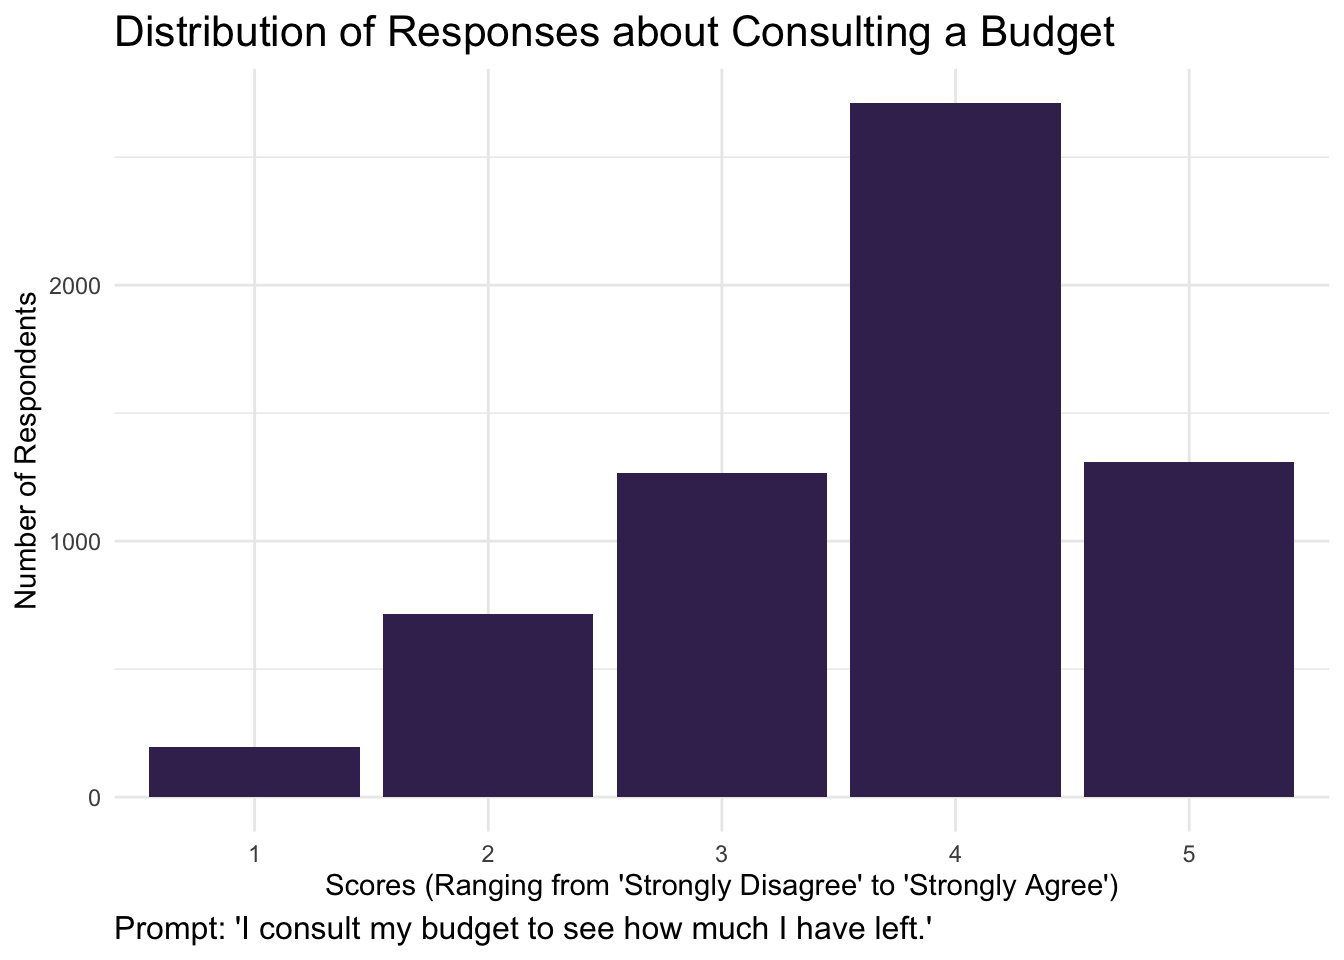 Distribution of Responses about Consulting a Budget
Number of Respondents
2000
1000
0
1 2 3 4 5
Scores (Ranging from 'Strongly Disagree' to 'Strongly Agree')
Prompt: 'I consult my budget to see how much I have left.'